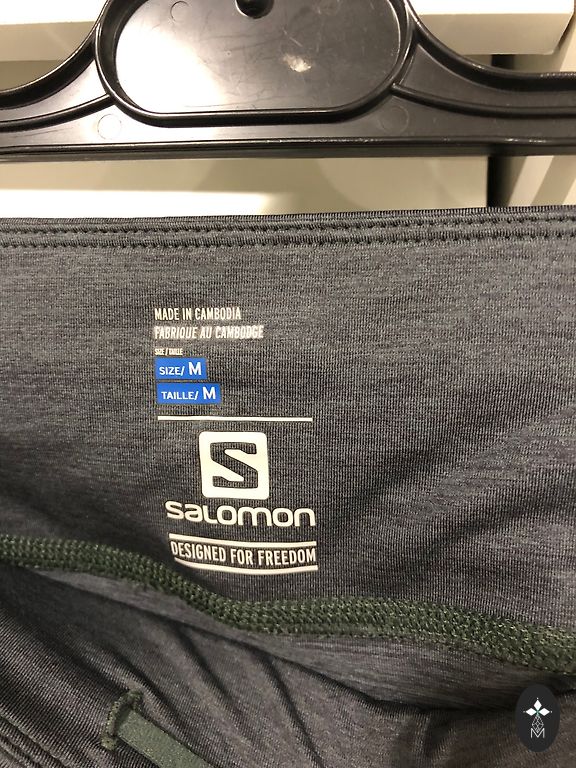 MADE IN CAMBODIA
FABRIQUE AU CAMBODGE
SIZE/TAILLE
SIZE/ M
TAILLE/ M
S
salomon
DESIGNED FOR FREEDOM
M